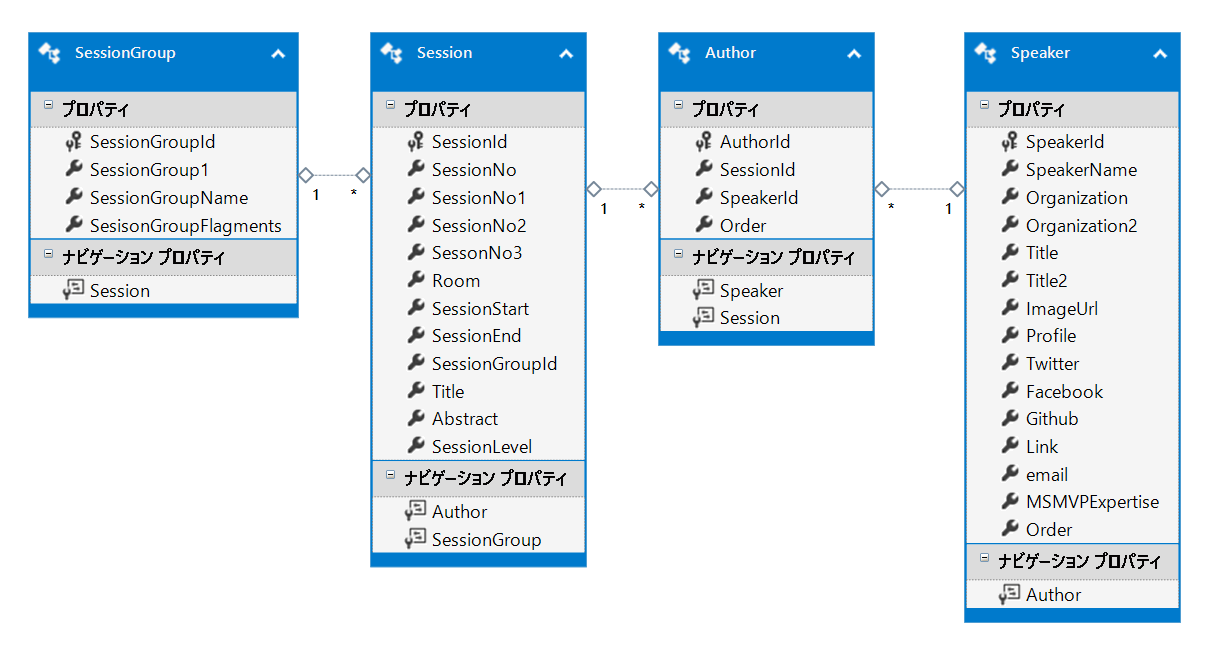 SessionGroup
プロパティ
SessionGroupId
SessionGroup1
SessionGroupName
SesisonGroupFlagments
ナビゲーション プロパティ
Session
1
*
Session
プロパティ
SessionId
SessionNo
SessionNo1
SessionNo2
SessonNo3
Room
SessionStart
SessionEnd
SessionGroupId
Title
Abstract
SessionLevel
ナビゲーション プロパティ
Author
SessionGroup
1
*
Author
プロパティ
AuthorId
SessionId
SpeakerId
Order
ナビゲーション プロパティ
Speaker
Session
*
1
Speaker
プロパティ
SpeakerId
SpeakerName
Organization
Organization2
Title
Title2
ImageUrl
Profile
Twitter
Facebook
Github
Link
email
MSMVPExpertise
Order
ナビゲーション プロパティ
Author